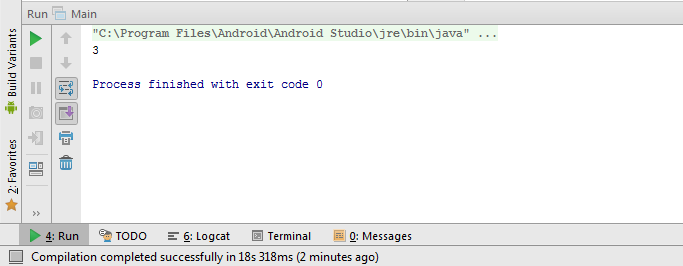 Run Main
"C:\Program Files\Android\Android Studio\jre\bin\java" ...
3
Process finished with exit code 0
Build Variants
2: Favorites
>>
4: Run TODO 6: Logcat Terminal 0: Messages
Compilation completed successfully in 18s 318ms (2 minutes ago)